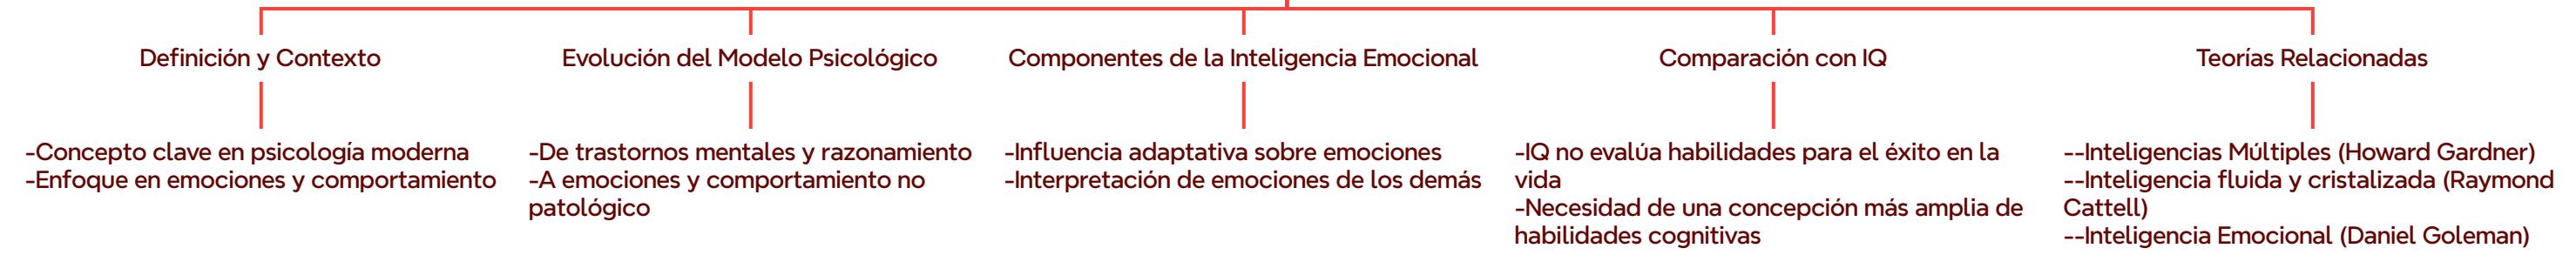 Definición y Contexto
Evolución del Modelo Psicológico
Componentes de la Inteligencia Emocional
Comparación con IQ
Teorías Relacionadas
-Concepto clave en psicología moderna
-Enfoque en emociones y comportamiento
-De trastornos mentales y razonamiento
-A emociones y comportamiento no
patológico
-Influencia adaptativa sobre emociones
-Interpretación de emociones de los demás
-IQ no evalúa habilidades para el éxito en la
vida
-Necesidad de una concepción más amplia de
habilidades cognitivas
--Inteligencias Múltiples (Howard Gardner)
--Inteligencia fluida y cristalizada (Raymond
Cattell)
--Inteligencia Emocional (Daniel Goleman)